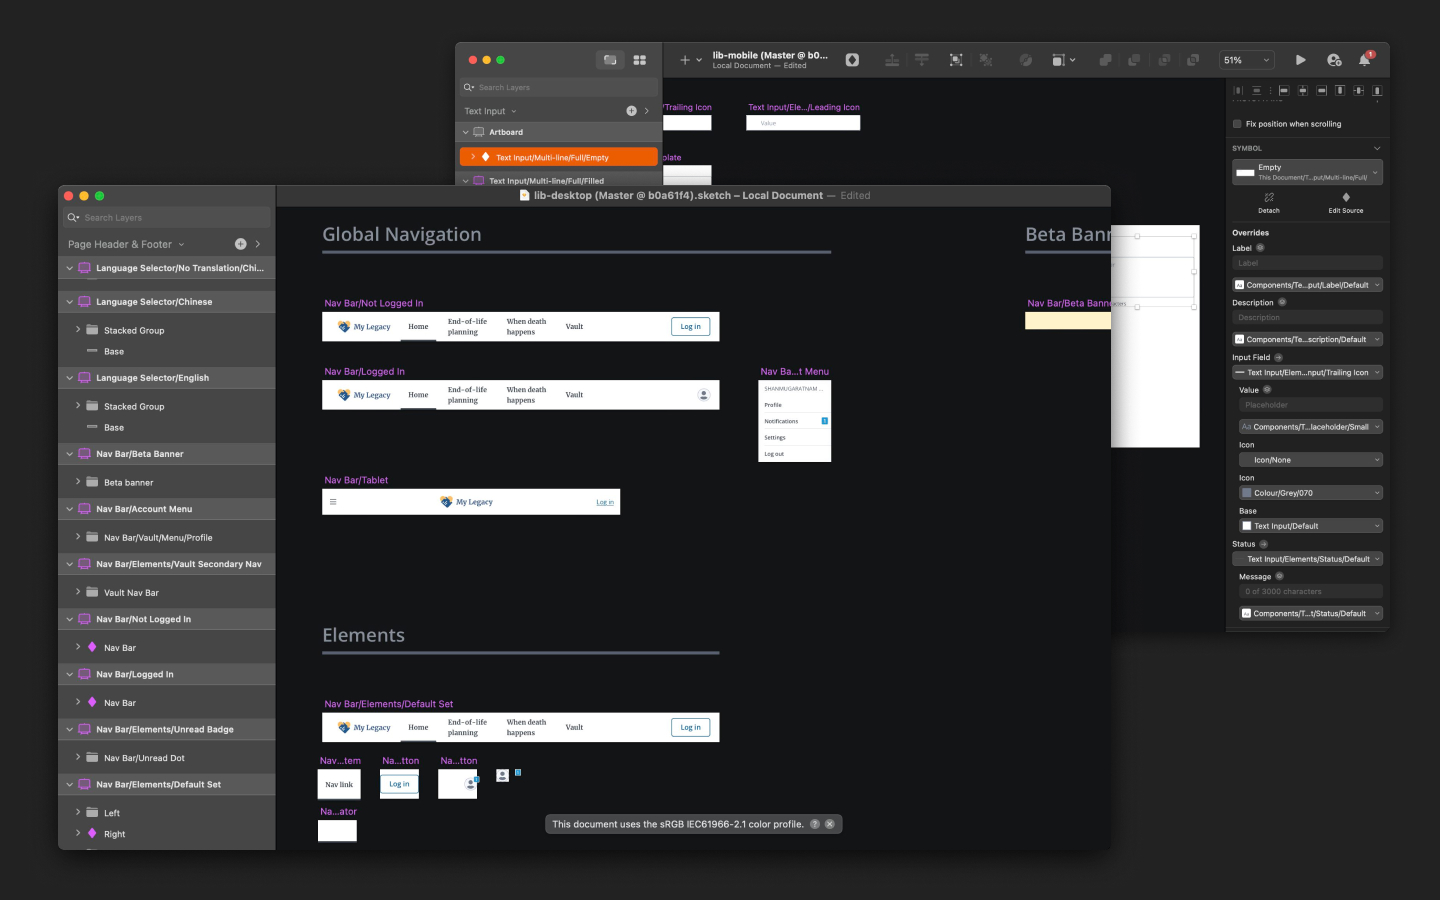 lib-mobile (Master @ b0...
Local Document — Edited
51%
1
Search Layers
Text Input
Artboard
Text Input/Multi-line/Full/Empty
Text Input/Multi-line/Full/Filled
/Trailing Icon
Text Input/Ele.../Leading Icon
Value
plate
Fix position when scrolling
SYMBOL
Empty
This Document/T...put/Multi-line/Full/
Detach
Edit Source
Overrides
Label
Label
Components/Te...put/Label/Default
Description
Description
Components/Te...scription/Default
Input Field
Text Input/Elem...nput/Trailing Icon
Value
Placeholder
Aa Components/T...laceholder/Small
Icon
Icon/None
Icon
Colour/Grey/070
Base
Text Input/Default
Status
Text Input/Elements/Status/Default
Message
0 of 3000 characters
Components/T...t/Status/Default
lib-desktop (Master @ b0a61f4).sketch – Local Document — Edited
Search Layers
Page Header & Footer
Language Selector/No Translation/Chi...
Language Selector/Chinese
Stacked Group
Base
Language Selector/English
Stacked Group
Base
Nav Bar/Beta Banner
Beta banner
Nav Bar/Account Menu
Nav Bar/Vault/Menu/Profile
Nav Bar/Elements/Vault Secondary Nav
Vault Nav Bar
Nav Bar/Not Logged In
Nav Bar
Nav Bar/Logged In
Nav Bar
Nav Bar/Elements/Unread Badge
Nav Bar/Unread Dot
Nav Bar/Elements/Default Set
Left
Right
Global Navigation
Beta Bann
Nav Bar/Not Logged In
My Legacy
Home
End-of-life planning
When death happens
Vault
Log in
Nav Bar/Beta Banne
Nav Bar/Logged In
My Legacy
Home
End-of-life planning
When death happens
Vault
Nav Ba...t Menu
SHANMUGARATNAM ...
Profile
Notifications
Settings
Log out
Nav Bar/Tablet
My Legacy
Log in
Elements
Nav Bar/Elements/Default Set
My Legacy
Home
End-of-life planning
When death happens
Vault
Log in
Nav...tem
Na...tton
Na...tton
Nav link
Log in
Na...ator
This document uses the sRGB IEC61966-2.1 color profile.